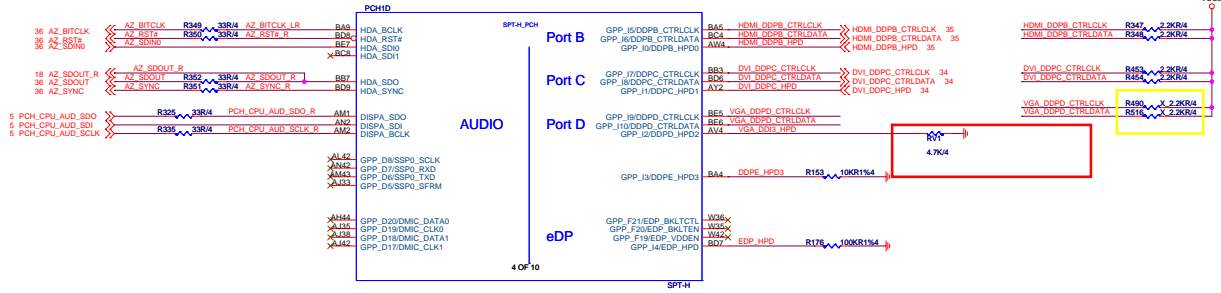 PCH1D
SPT-H_PCH
36 AZ_BITCLK AZ_BITCLK R349 33R/4 AZ_BITCLK_LR BA9 HDA_BCLK
36 AZ_RST# AZ_RST# R350 33R/4 AZ_RST#_R BD8 HDA_RST#
36 AZ_SDIN0 AZ_SDIN0 BE7 HDA_SDI0
BC8 HDA_SDI1
18 AZ_SDOUT_R AZ_SDOUT_R
36 AZ_SDOUT AZ_SDOUT R352 33R/4 AZ_SDOUT_R BB7 HDA_SDO
36 AZ_SYNC AZ_SYNC R351 33R/4 AZ_SYNC_R BD9 HDA_SYNC
5 PCH_CPU_AUD_SDO R325 33R/4 PCH_CPU_AUD_SDO_R AM1 DISPA_SDO
5 PCH_CPU_AUD_SDI AN2 DISPA_SDI
5 PCH_CPU_AUD_SCLK R335 33R/4 PCH_CPU_AUD_SCLK_R AM2 DISPA_BCLK
AL42 GPP_D8/SSP0_SCLK
AN42 GPP_D7/SSP0_RXD
AM43 GPP_D6/SSP0_TXD
AJ33 GPP_D5/SSP0_SFRM
AH44 GPP_D20/DMIC_DATA0
AJ35 GPP_D19/DMIC_CLK0
AJ38 GPP_D18/DMIC_DATA1
AJ42 GPP_D17/DMIC_CLK1
AUDIO
4 OF 10
Port B
GPP_I5/DDPB_CTRLCLK BA5 HDMI_DDPB_CTRLCLK HDMI_DDPB_CTRLCLK 35
GPP_I6/DDPB_CTRLDATA BC4 HDMI_DDPB_CTRLDATA HDMI_DDPB_CTRLDATA 35
GPP_I0/DDPB_HPD0 AW4 HDMI_DDPB_HPD HDMI_DDPB_HPD 35
Port C
GPP_I7/DDPC_CTRLCLK BB3 DVI_DDPC_CTRLCLK DVI_DDPC_CTRLCLK 34
GPP_I8/DDPC_CTRLDATA BD6 DVI_DDPC_CTRLDATA DVI_DDPC_CTRLDATA 34
GPP_I1/DDPC_HPD1 AY2 DVI_DDPC_HPD DVI_DDPC_HPD 34
Port D
GPP_I9/DDPD_CTRLCLK BE5 VGA_DDPD_CTRLCLK
GPP_I10/DDPD_CTRLDATA BE6 VGA_DDPD_CTRLDATA
GPP_I2/DDPD_HPD2 AV4 VGA_DDI3_HPD RV1
4.7K/4
GPP_I3/DDPE_HPD3 BA4 DDPE_HPD3 R153 10KR1%4
eDP
GPP_F21/EDP_BKLTCTL W36
GPP_F20/EDP_BKLTEN W35
GPP_F19/EDP_VDDEN W42
GPP_I4/EDP_HPD BD7 EDP_HPD R176 100KR1%4
SPT-H
HDMI_DDPB_CTRLCLK R347 2.2KR/4
HDMI_DDPB_CTRLDATA R348 2.2KR/4
DVI_DDPC_CTRLCLK R453 2.2KR/4
DVI_DDPC_CTRLDATA R454 2.2KR/4
VGA_DDPD_CTRLCLK R490 X_2.2KR/4
VGA_DDPD_CTRLDATA R516 X_2.2KR/4